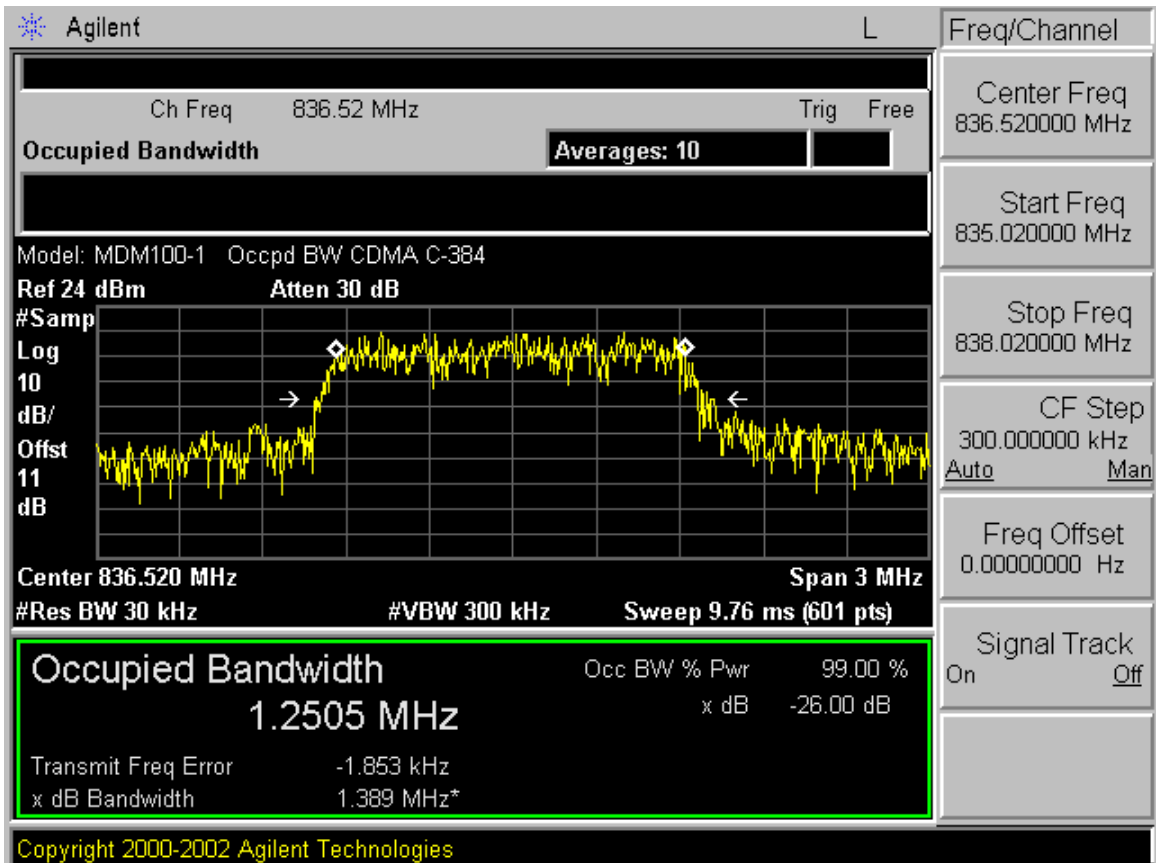 Agilent L
Ch Freq 836.52 MHz Trig Free
Occupied Bandwidth Averages: 10
Model: MDM100-1 Occpd BW CDMA C-384
Ref 24 dBm Atten 30 dB
#Samp
Log
10
dB/
Offst
11
dB
Center 836.520 MHz Span 3 MHz
#Res BW 30 kHz #VBW 300 kHz Sweep 9.76 ms (601 pts)
Occupied Bandwidth Occ BW % Pwr 99.00 %
1.2505 MHz x dB -26.00 dB
Transmit Freq Error -1.853 kHz
x dB Bandwidth 1.389 MHz*
Copyright 2000-2002 Agilent Technologies
Freq/Channel
Center Freq
836.520000 MHz
Start Freq
835.020000 MHz
Stop Freq
838.020000 MHz
CF Step
300.000000 kHz
Auto Man
Freq Offset
0.00000000 Hz
Signal Track
On Off